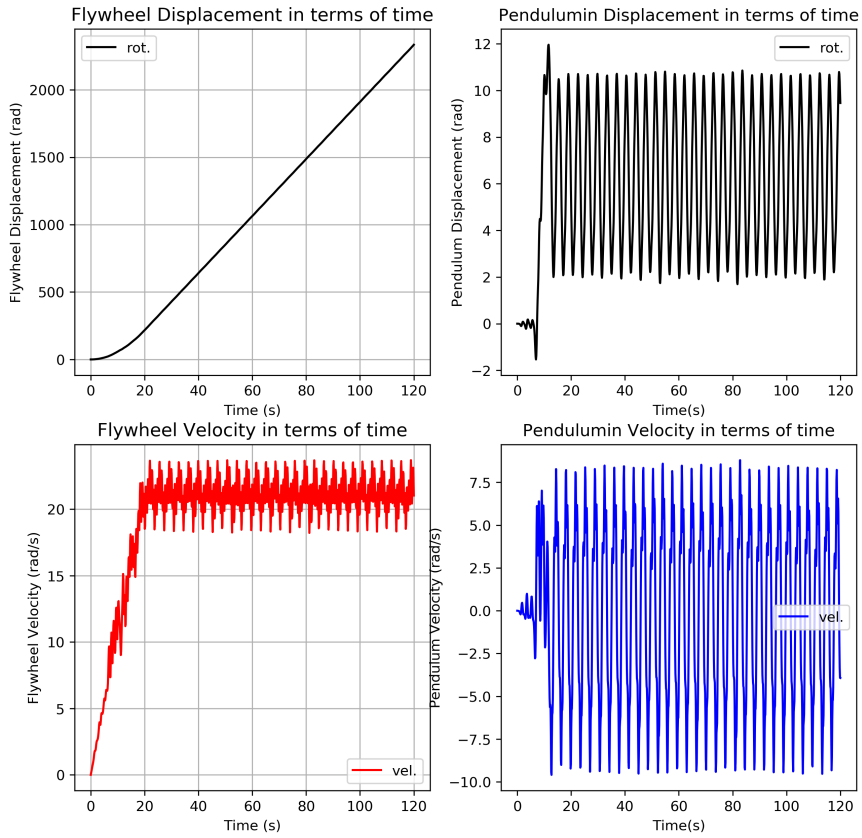 Flywheel Displacement in terms of time
Flywheel Displacement (rad)
2000
1500
1000
500
0
rot.
0 20 40 60 80 100 120
Time (s)
Pendulumin Displacement in terms of time
Pendulum Displacement (rad)
12
10
8
6
4
2
0
−2
rot.
0 20 40 60 80 100 120
Time(s)
Flywheel Velocity in terms of time
Flywheel Velocity (rad/s)
20
15
10
5
0
vel.
0 20 40 60 80 100 120
Time (s)
Pendulumin Velocity in terms of time
Pendulum Velocity (rad/s)
7.5
5.0
2.5
0.0
−2.5
−5.0
−7.5
−10.0
vel.
0 20 40 60 80 100 120
Time(s)